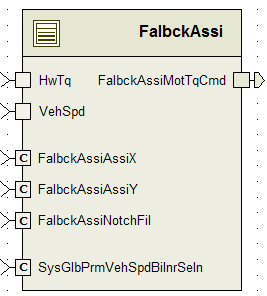 FalbckAssi
HwTq FalbckAssiMotTqCmd
VehSpd
C FalbckAssiAssiX
C FalbckAssiAssiY
C FalbckAssiNotchFil
C SysGlbPrmVehSpdBilnrSeln